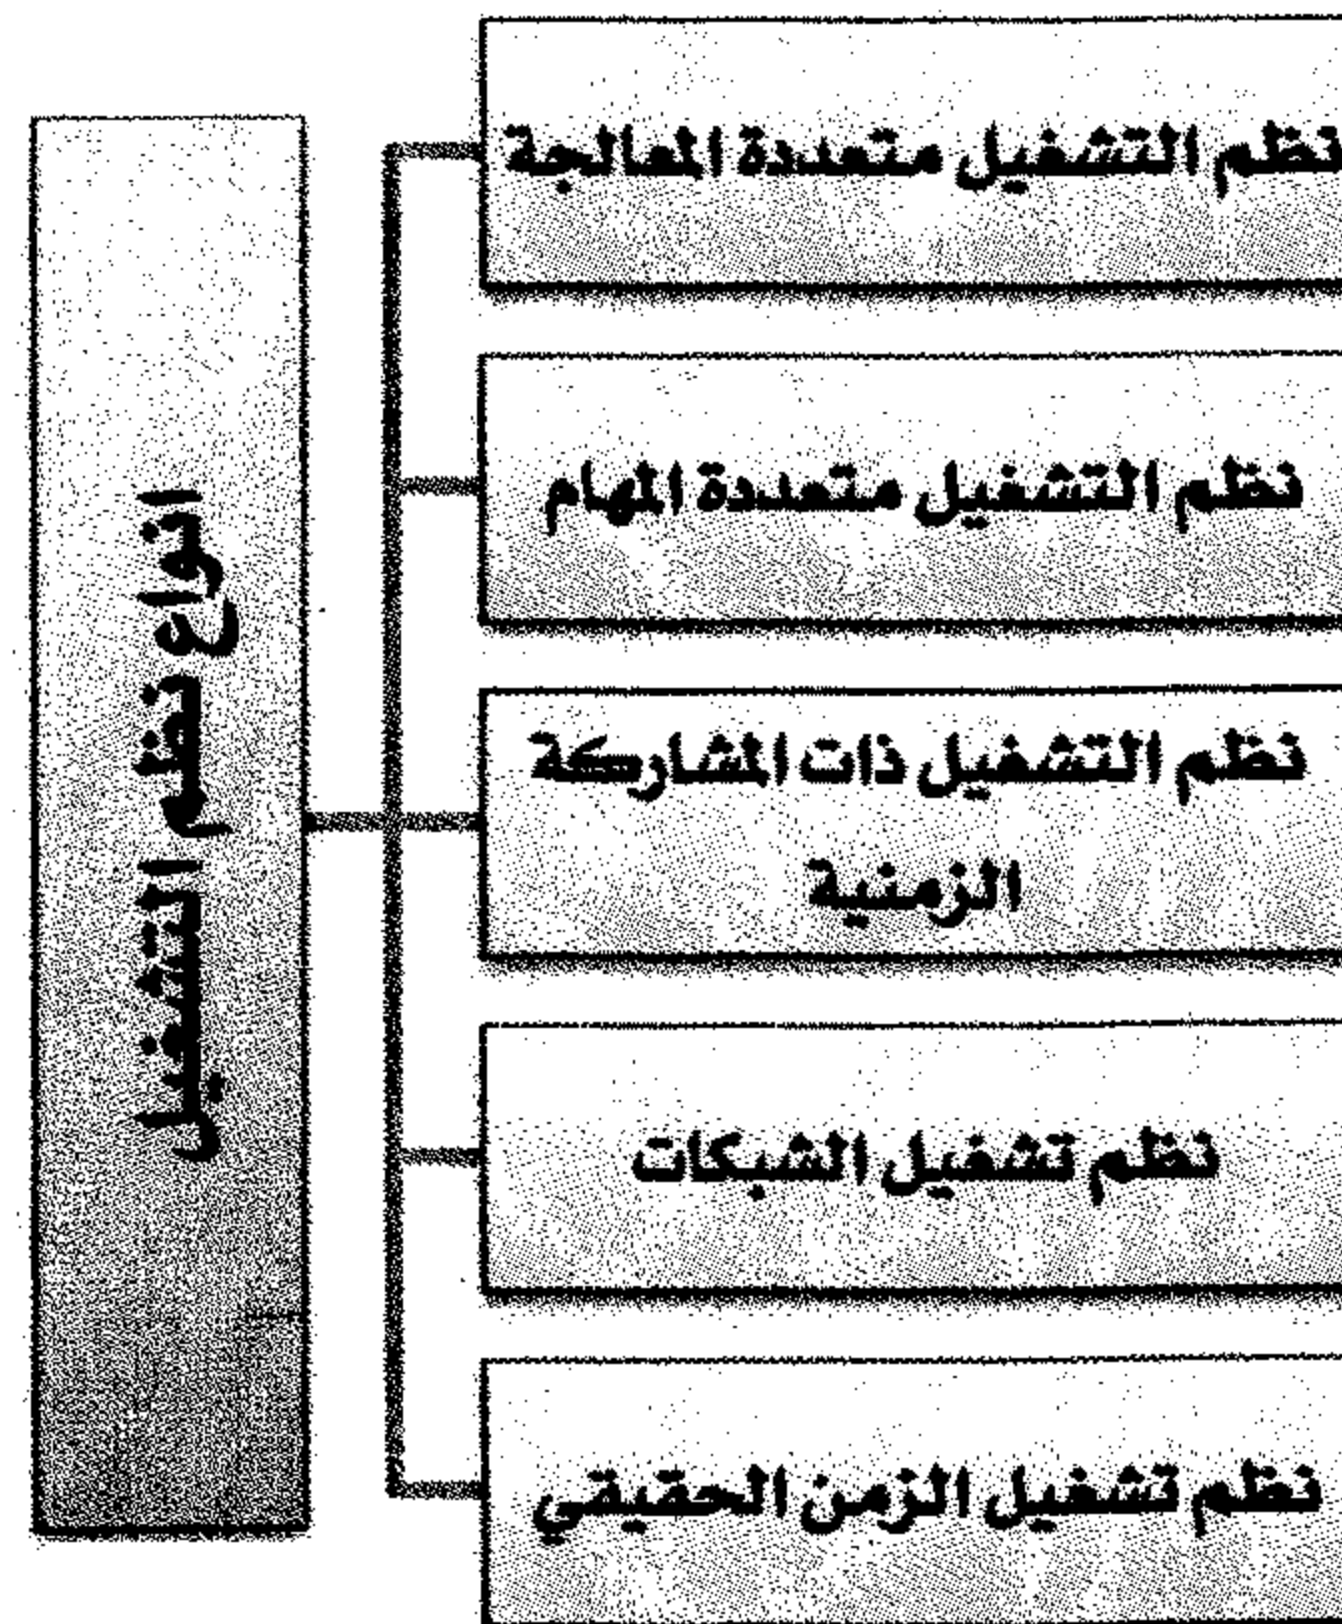 انواع نظم التشغيل
نظم التشغيل متعددة المعالجة
نظم التشغيل متعددة المهام
نظم التشغيل ذات المشاركة
الزمنية
نظم تشغيل الشبكات
نظم تشغيل الزمن الحقيقي